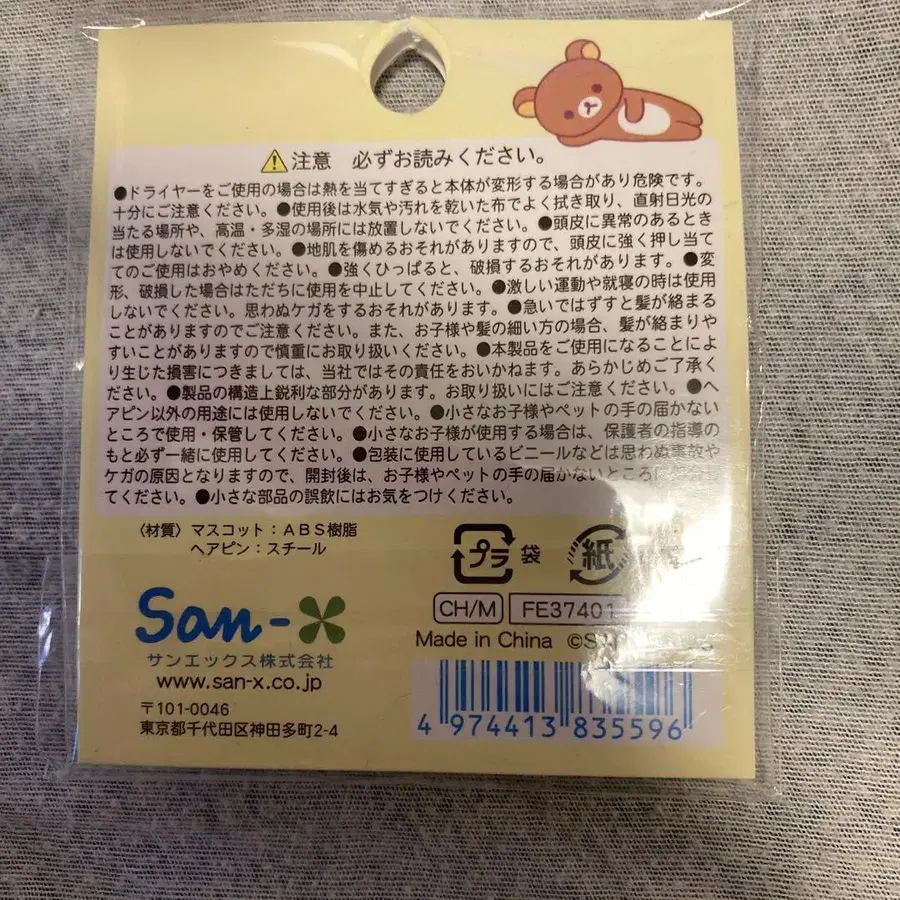 注意 必ずお読みください。
●ドライヤーをご使用の場合は熱を当てすぎると本体が変形する場合があり危険です。
十分にご注意ください。●使用後は水気や汚れを乾いた布でよく拭き取り、直射日光の
当たる場所や、高温・多湿の場所には放置しないでください。●頭皮に異常のあるとき
は使用しないでください。●地肌を傷めるおそれがありますので、頭皮に強く押し当て
てのご使用はおやめください。●強くひっぱると、破損するおそれがあります。●変
形、破損した場合はただちに使用を中止してください。●激しい運動や就寝の時は使用
しないでください。思わぬケガをするおそれがあります。●急いではずすと髪が絡まる
ことがありますのでご注意ください。また、お子様や髪の細い方の場合、髪が絡まりや
すいことがありますので慎重にお取り扱いください。●本製品をご使用になることによ
り生じた損害につきましては、当社ではその責任をおいかねます。あらかじめご了承く
ださい。●製品の構造上鋭利な部分があります。お取り扱いにはご注意ください。●ヘ
アピン以外の用途には使用しないでください。●小さなお子様やペットの手の届かない
ところで使用・保管してください。●小さなお子様が使用する場合は、保護者の指導の
もと必ず一緒に使用してください。●包装に使用しているビニールなどは思わぬ事故や
ケガの原因となりますので、開封後は、お子様やペットの手の届かないところに
てください。●小さな部品の誤飲にはお気をつけください。
〈材質〉マスコット：ABS樹脂
ヘアピン：スチール
プラ 袋 紙
San-X
CH/M FE37401
サンエックス株式会社
Made in China ©S
www.san-x.co.jp
〒101-0046
東京都千代田区神田多町2-4
4 974413 835596